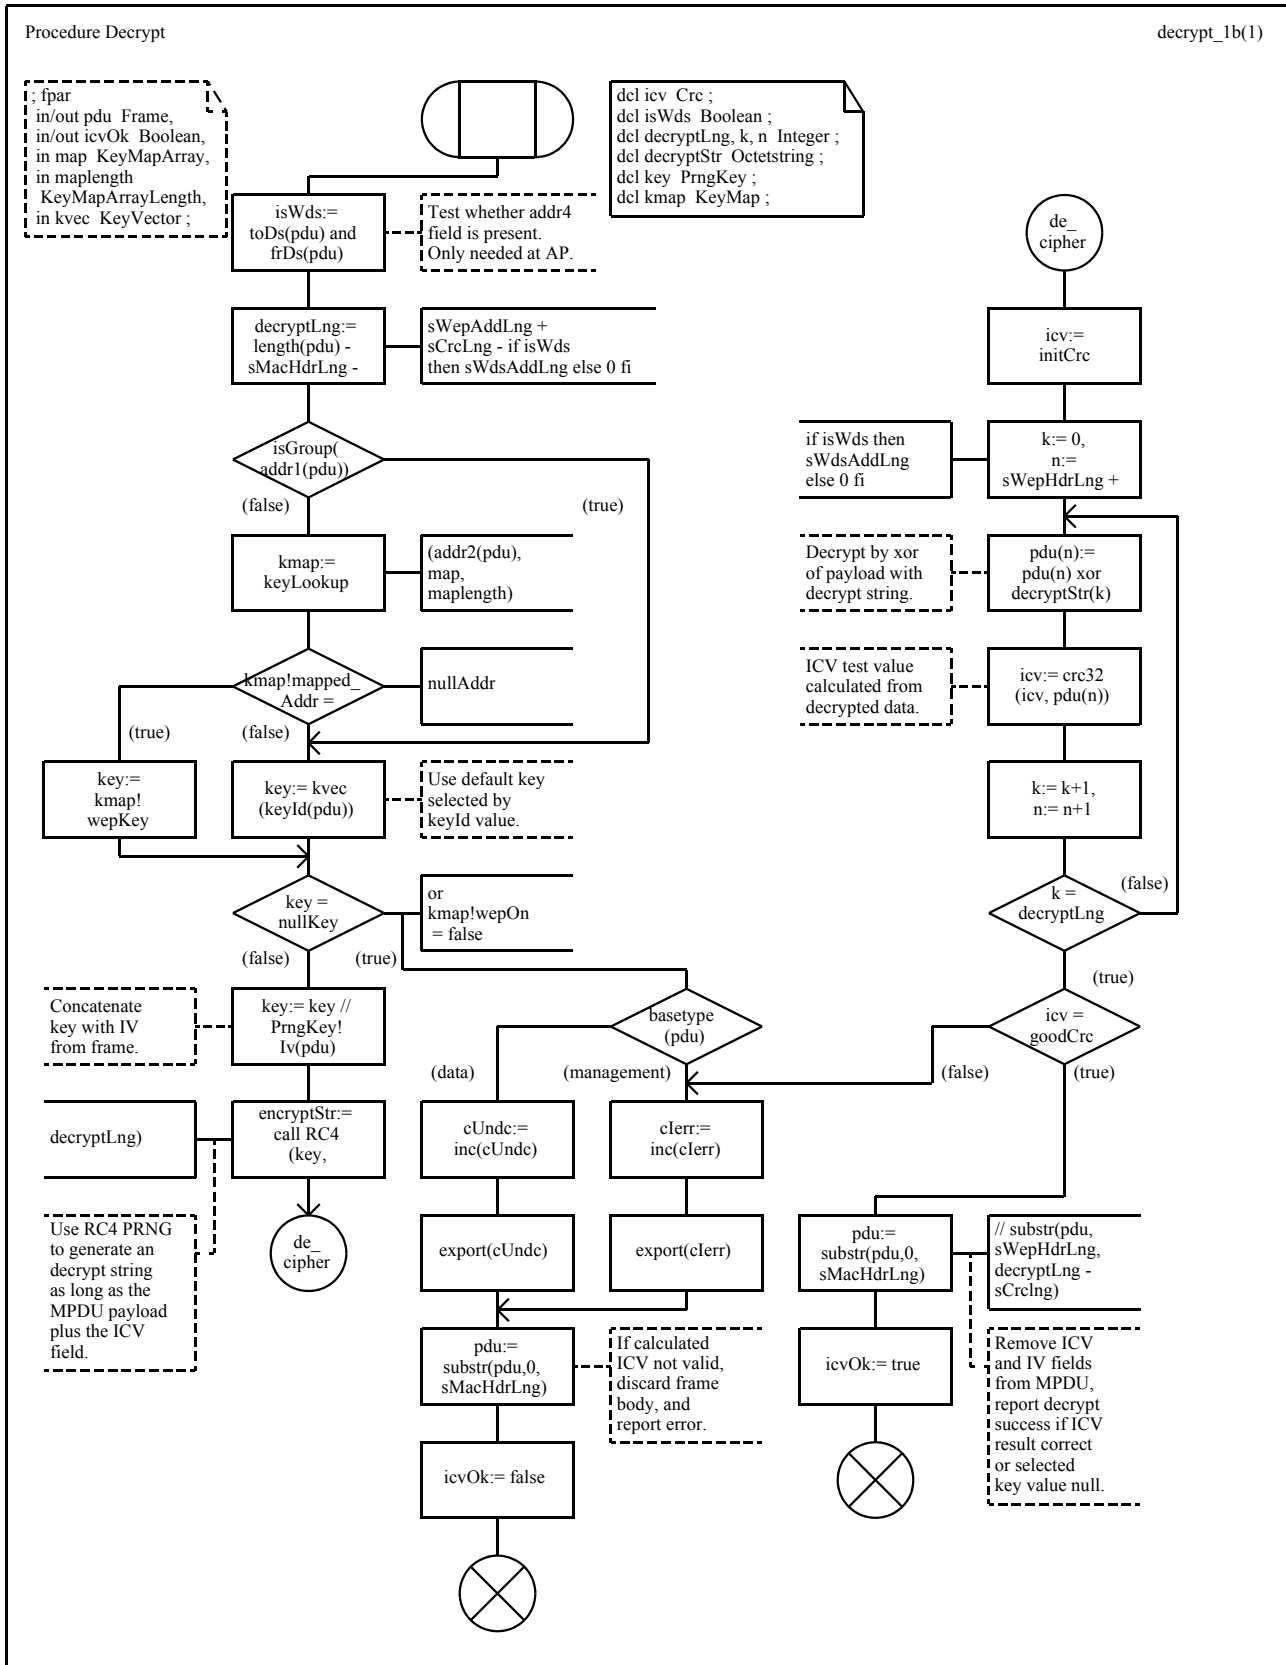 Procedure Decrypt
decrypt_1b(1)
; fpar
in/out pdu Frame,
in/out icvOk Boolean,
in map KeyMapArray,
in maplength
KeyMapArrayLength,
in kvec KeyVector ;
dcl icv Crc ;
dcl isWds Boolean ;
dcl decryptLng, k, n Integer ;
dcl decryptStr Octetstring ;
dcl key PrngKey ;
dcl kmap KeyMap ;
isWds:=
toDs(pdu) and
frDs(pdu)
Test whether addr4
field is present.
Only needed at AP.
decryptLng:=
length(pdu) -
sMacHdrLng -
sWepAddLng +
sCrcLng - if isWds
then sWdsAddLng else 0 fi
isGroup(
addr1(pdu))
(false)
(true)
kmap:=
keyLookup
(addr2(pdu),
map,
maplength)
kmap!mapped_
Addr =
nullAddr
(true)
(false)
key:=
kmap!
wepKey
key:= kvec
(keyId(pdu))
Use default key
selected by
keyId value.
key =
nullKey
or
kmap!wepOn
= false
(false)
(true)
Concatenate
key with IV
from frame.
key:= key //
PrngKey!
Iv(pdu)
basetype
(pdu)
(data)
(management)
decryptLng)
encryptStr:=
call RC4
(key,
cUndc:=
inc(cUndc)
cIerr:=
inc(cIerr)
Use RC4 PRNG
to generate an
decrypt string
as long as the
MPDU payload
plus the ICV
field.
de_
cipher
export(cUndc)
export(cIerr)
pdu:=
substr(pdu,0,
sMacHdrLng)
If calculated
ICV not valid,
discard frame
body, and
report error.
icvOk:= false
de_
cipher
icv:=
initCrc
if isWds then
sWdsAddLng
else 0 fi
k:= 0,
n:=
sWepHdrLng +
Decrypt by xor
of payload with
decrypt string.
pdu(n):=
pdu(n) xor
decryptStr(k)
ICV test value
calculated from
decrypted data.
icv:= crc32
(icv, pdu(n))
k:= k+1,
n:= n+1
k =
decryptLng
(false)
(true)
icv =
goodCrc
(false)
(true)
pdu:=
substr(pdu,0,
sMacHdrLng)
// substr(pdu,
sWepHdrLng,
decryptLng -
sCrclng)
icvOk:= true
Remove ICV
and IV fields
from MPDU,
report decrypt
success if ICV
result correct
or selected
key value null.